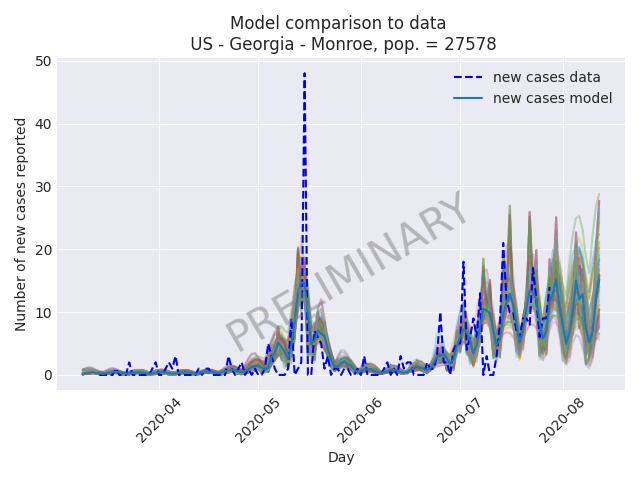 Model comparison to data
US - Georgia - Monroe, pop. = 27578
new cases data
new cases model
PRELIMINARY
Number of new cases reported
50
40
30
20
10
0
2020-04
2020-05
2020-06
2020-07
2020-08
Day